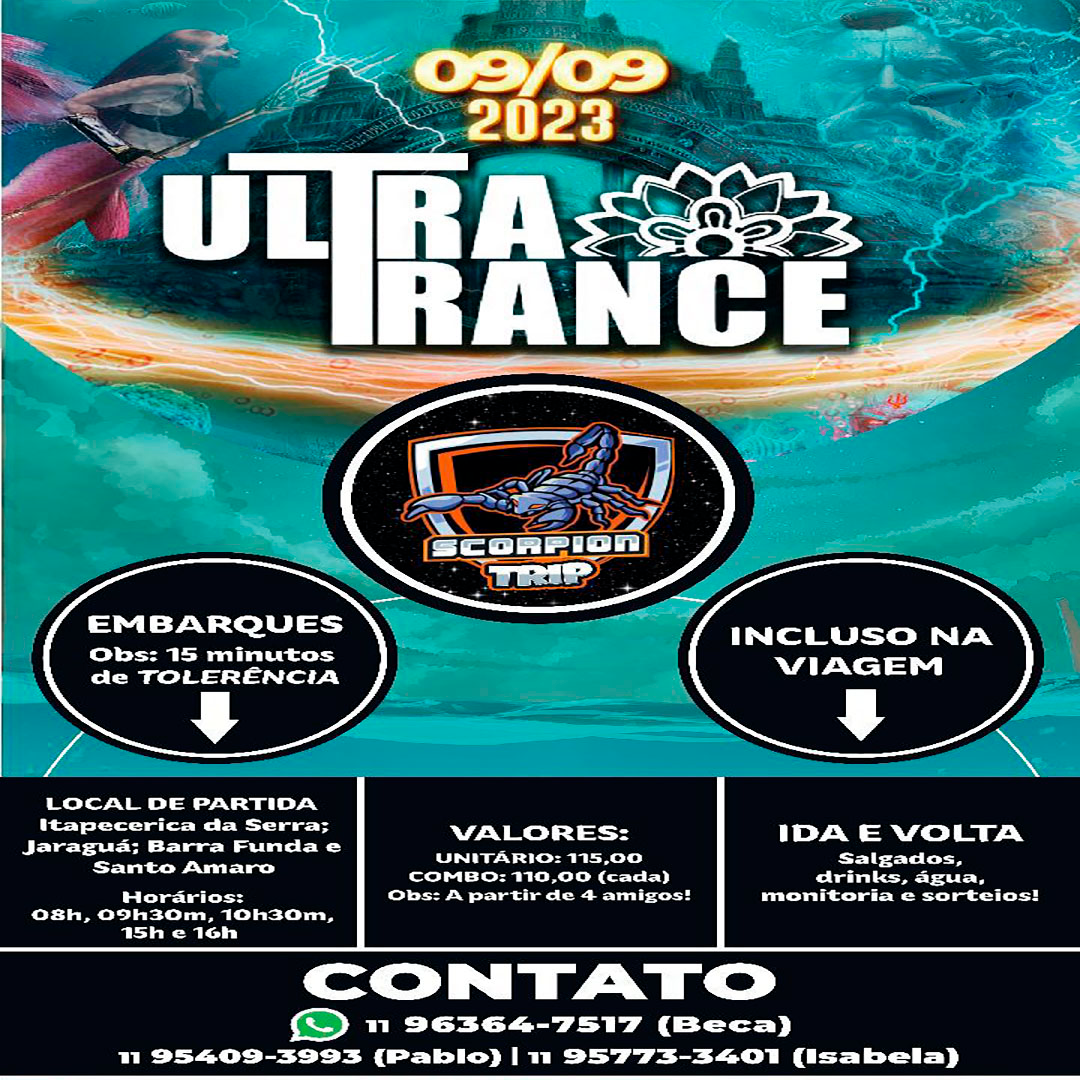 09/09
2023
ULTRA
TRANCE
SCORPION
TRIP
EMBARQUES
Obs: 15 minutos
de TOLERÊNCIA
INCLUSO NA
VIAGEM
LOCAL DE PARTIDA
Itapecerica da Serra;
Jaraguá; Barra Funda e
Santo Amaro
Horários:
08h, 09h30m, 10h30m,
15h e 16h
VALORES:
UNITÁRIO: 115,00
COMBO: 110,00 (cada)
Obs: A partir de 4 amigos!
IDA E VOLTA
Salgados,
drinks, água,
monitoria e sorteios!
CONTATO
11 96364-7517 (Beca)
11 95409-3993 (Pablo) | 11 95773-3401 (Isabela)